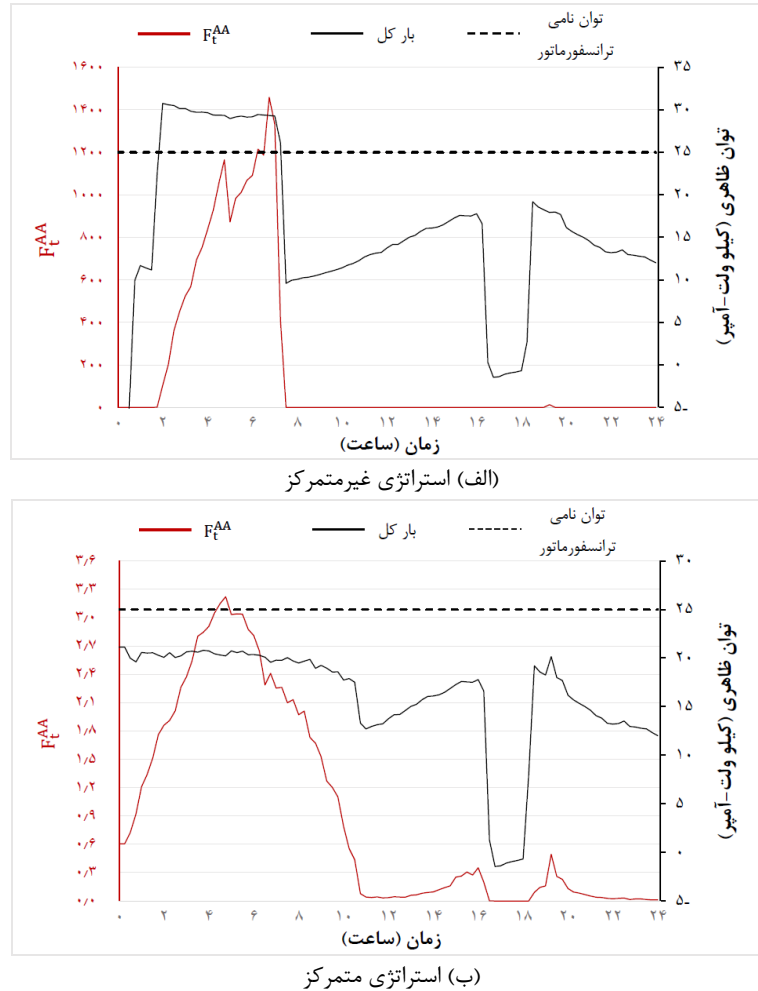 F_t^AA
بار کل
توان نامی
ترانسفورماتور
۱۶۰۰
۱۴۰۰
۱۲۰۰
۱۰۰۰
۸۰۰
۶۰۰
۴۰۰
۲۰۰
۰
F_t^AA
۳۵
۳۰
۲۵
۲۰
۱۵
۱۰
۵
۰
-۵
توان ظاهری (کیلو ولت-آمپر)
۰ ۲ ۴ ۶ ۸ ۱۰ ۱۲ ۱۴ ۱۶ ۱۸ ۲۰ ۲۲ ۲۴
زمان (ساعت)
(الف) استراتژی غیرمتمرکز
F_t^AA
بار کل
توان نامی
ترانسفورماتور
۳٫۶
۳٫۳
۳٫۰
۲٫۷
۲٫۴
۲٫۱
۱٫۸
۱٫۵
۱٫۲
۰٫۹
۰٫۶
۰٫۳
۰٫۰
F_t^AA
۳۰
۲۵
۲۰
۱۵
۱۰
۵
۰
-۵
توان ظاهری (کیلو ولت-آمپر)
۰ ۲ ۴ ۶ ۸ ۱۰ ۱۲ ۱۴ ۱۶ ۱۸ ۲۰ ۲۲ ۲۴
زمان (ساعت)
(ب) استراتژی متمرکز